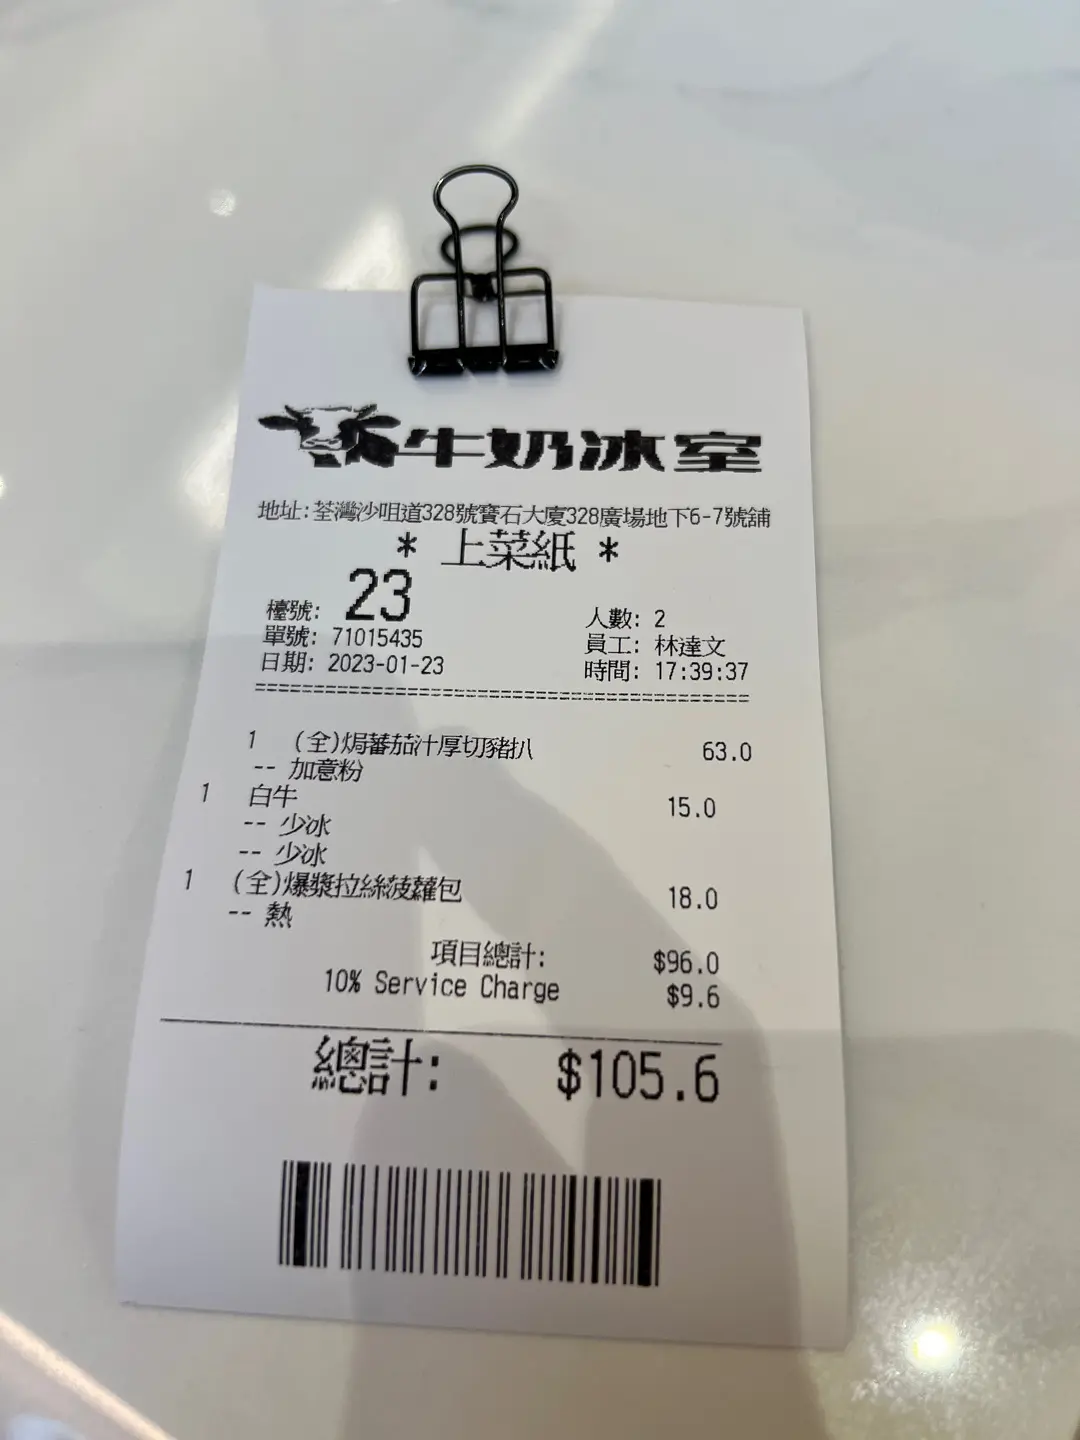 牛奶冰室
地址:荃灣沙咀道328號寶石大廈328廣場地下6-7號舖
* 上菜紙 *
檯號: 23 人數: 2
單號: 71015435 員工: 林達文
日期: 2023-01-23 時間: 17:39:37
================================================
1 (全)焗蕃茄汁厚切豬扒 63.0
-- 加意粉
1 白牛 15.0
-- 少冰
-- 少冰
1 (全)爆漿拉絲菠蘿包 18.0
-- 熱
項目總計: $96.0
10% Service Charge $9.6
總計: $105.6